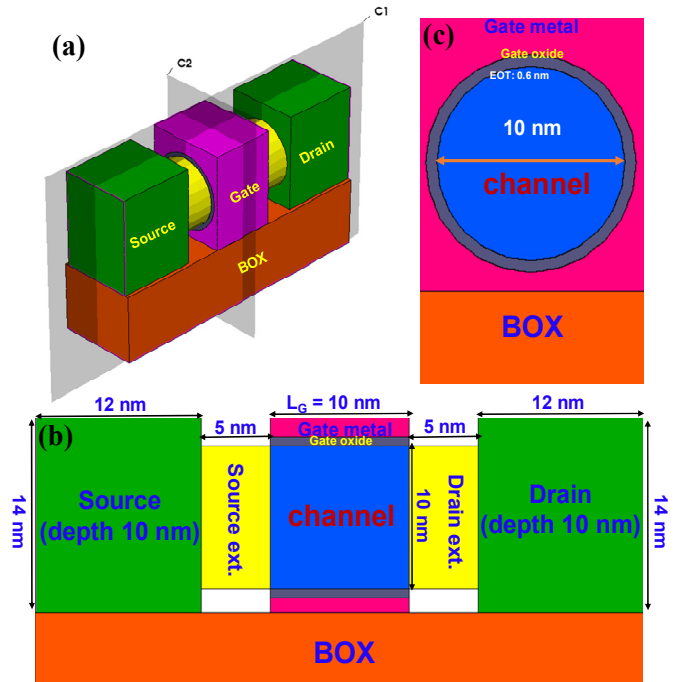 (a)
C1
C2
Drain
Gate
Source
BOX
(c)
Gate metal
Gate oxide
EOT: 0.6 nm
10 nm
channel
BOX
(b)
12 nm
5 nm
L_G = 10 nm
5 nm
12 nm
14 nm
Source
(depth 10 nm)
Source ext.
Gate metal
Gate oxide
channel
10 nm
Drain ext.
Drain
(depth 10 nm)
14 nm
BOX